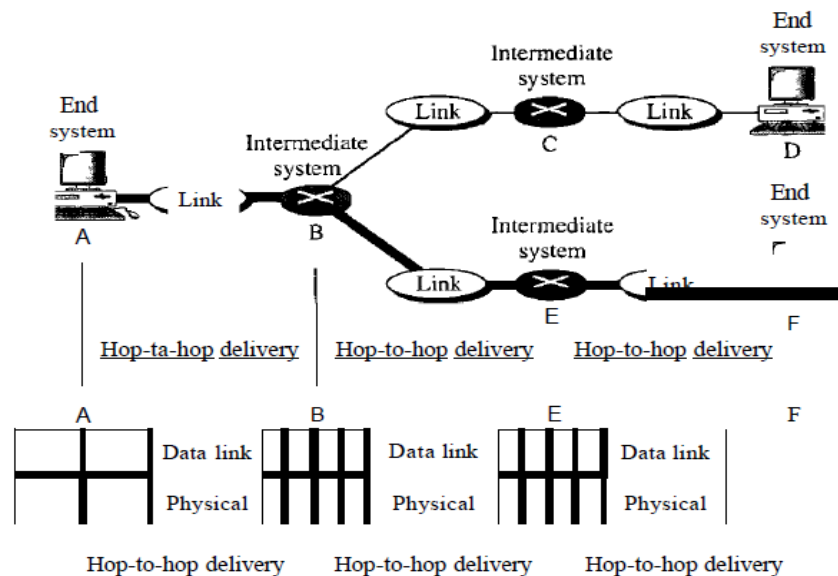 End
system
Intermediate
system
Link
Link
C
D
End
system
Intermediate
system
Link
A
B
End
system
Intermediate
system
Link
Link
E
F
Hop-ta-hop delivery
Hop-to-hop delivery
Hop-to-hop delivery
A
B
E
F
Data link
Data link
Data link
Physical
Physical
Physical
Hop-to-hop delivery
Hop-to-hop delivery
Hop-to-hop delivery